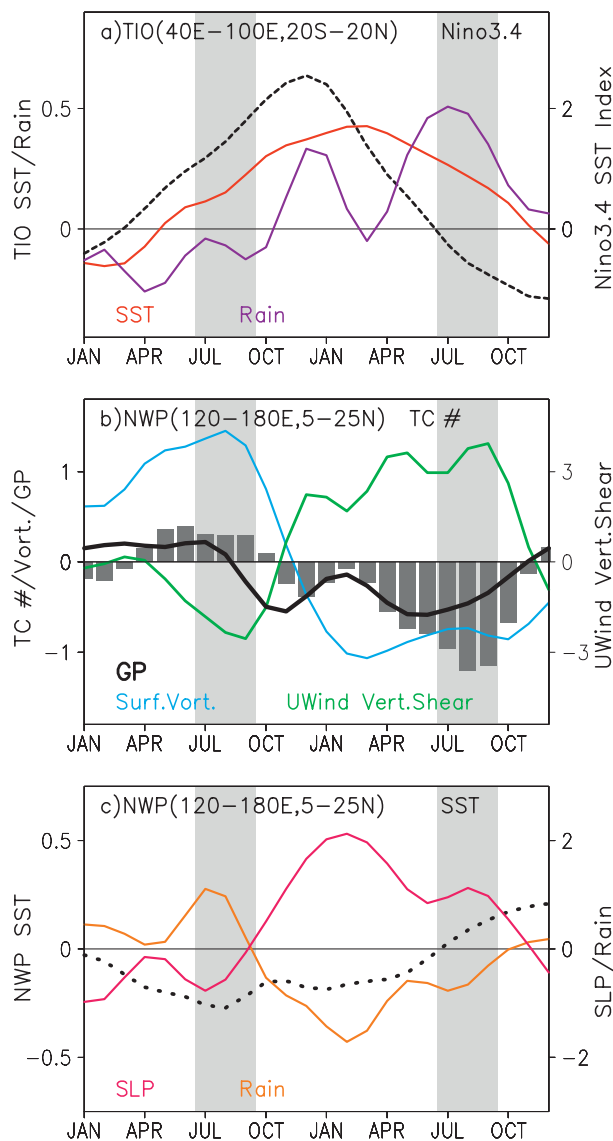 a)TIO(40E−100E,20S−20N) Nino3.4
TIO SST/Rain
0.5
0
2
0
Nino3.4 SST Index
SST Rain
JAN APR JUL OCT JAN APR JUL OCT
b)NWP(120−180E,5−25N) TC #
TC #/Vort./GP
1
0
−1
3
0
−3
UWind Vert.Shear
GP
Surf.Vort. UWind Vert.Shear
JAN APR JUL OCT JAN APR JUL OCT
c)NWP(120−180E,5−25N) SST
NWP SST
0.5
0
−0.5
2
0
−2
SLP/Rain
SLP Rain
JAN APR JUL OCT JAN APR JUL OCT